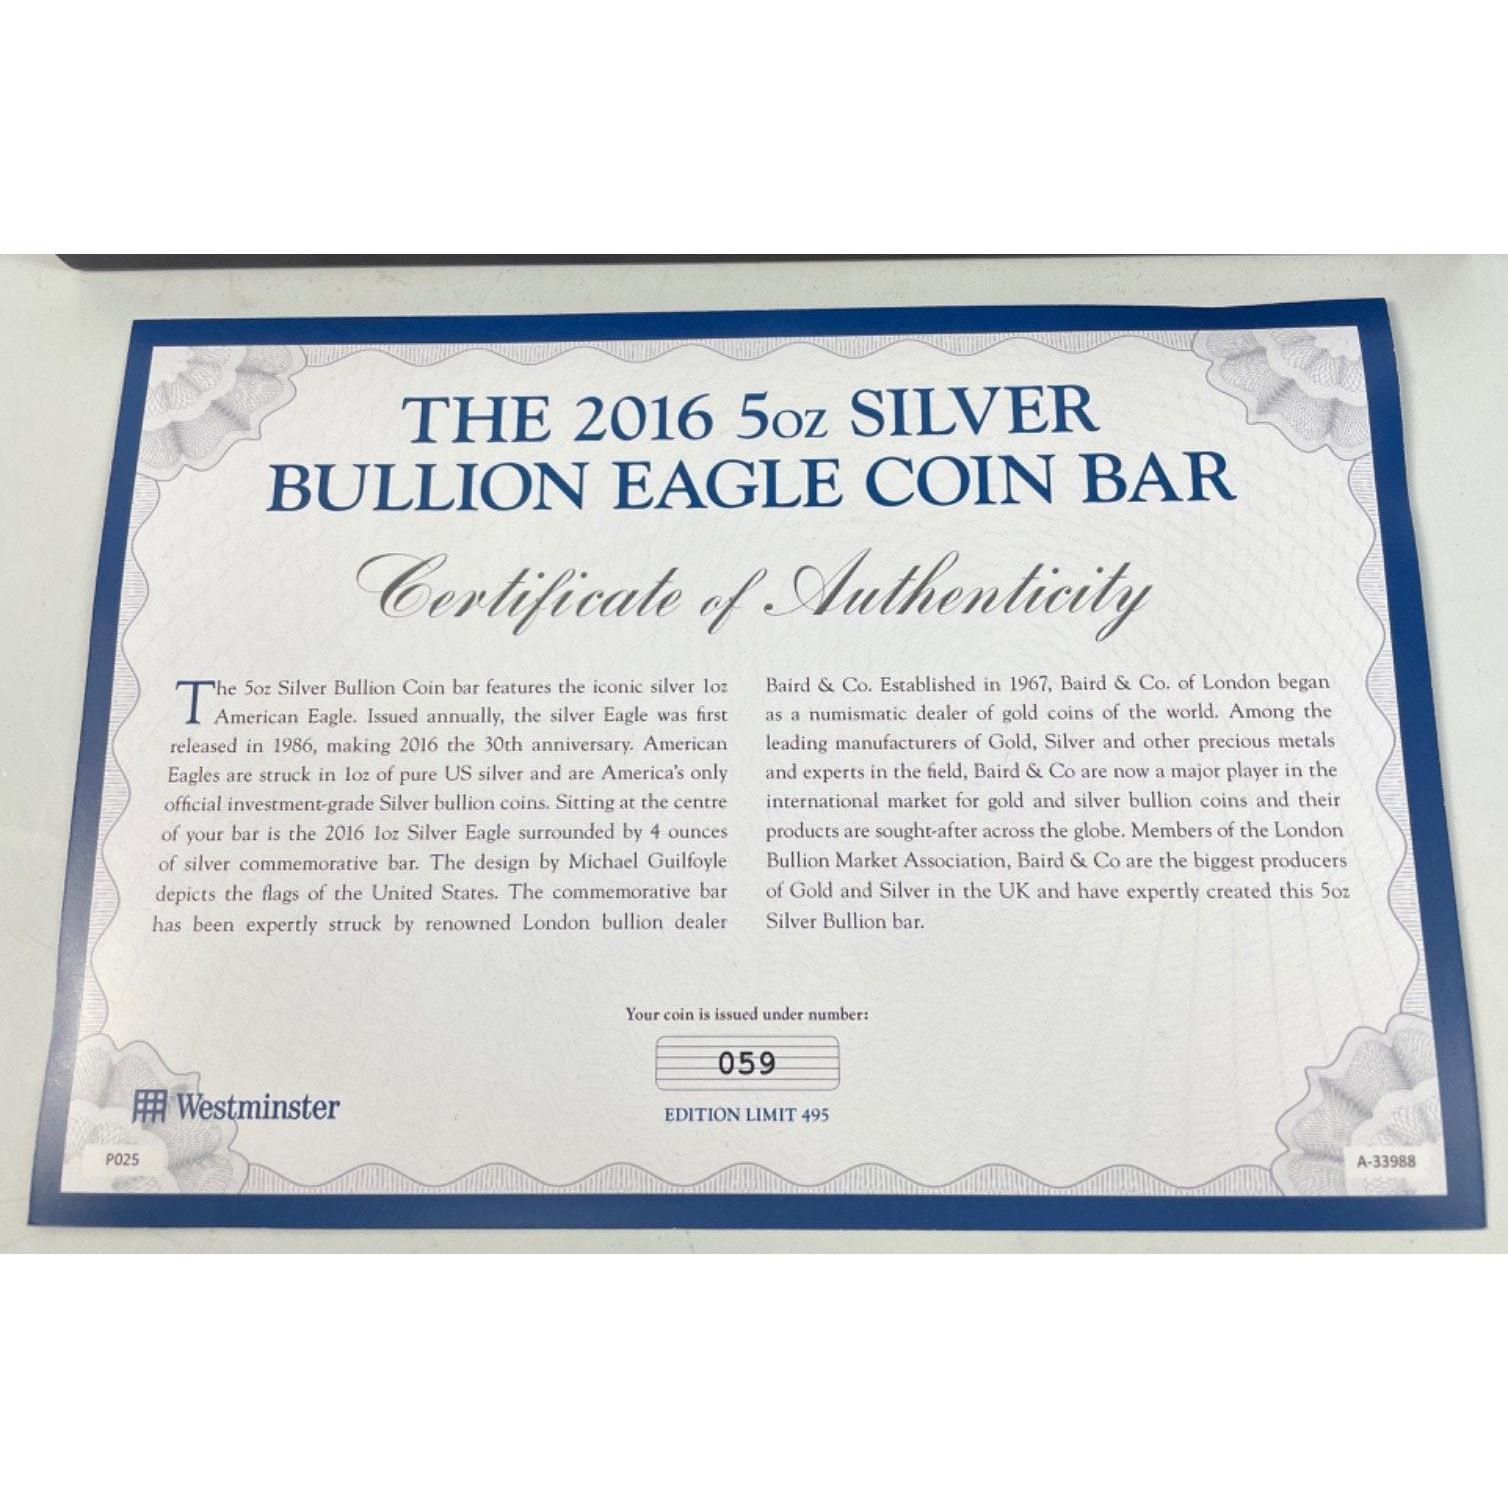 THE 2016 5oz SILVER
BULLION EAGLE COIN BAR
Certificate of Authenticity
The 5oz Silver Bullion Coin bar features the iconic silver 1oz
American Eagle. Issued annually, the silver Eagle was first
released in 1986, making 2016 the 30th anniversary. American
Eagles are struck in 1oz of pure US silver and are America's only
official investment-grade Silver bullion coins. Sitting at the centre
of your bar is the 2016 1oz Silver Eagle surrounded by 4 ounces
of silver commemorative bar. The design by Michael Guilfoyle
depicts the flags of the United States. The commemorative bar
has been expertly struck by renowned London bullion dealer
Baird & Co. Established in 1967, Baird & Co. of London began
as a numismatic dealer of gold coins of the world. Among the
leading manufacturers of Gold, Silver and other precious metals
and experts in the field, Baird & Co are now a major player in the
international market for gold and silver bullion coins and their
products are sought-after across the globe. Members of the London
Bullion Market Association, Baird & Co are the biggest producers
of Gold and Silver in the UK and have expertly created this 5oz
Silver Bullion bar.
Your coin is issued under number:
059
EDITION LIMIT 495
Westminster
P025
A-33988